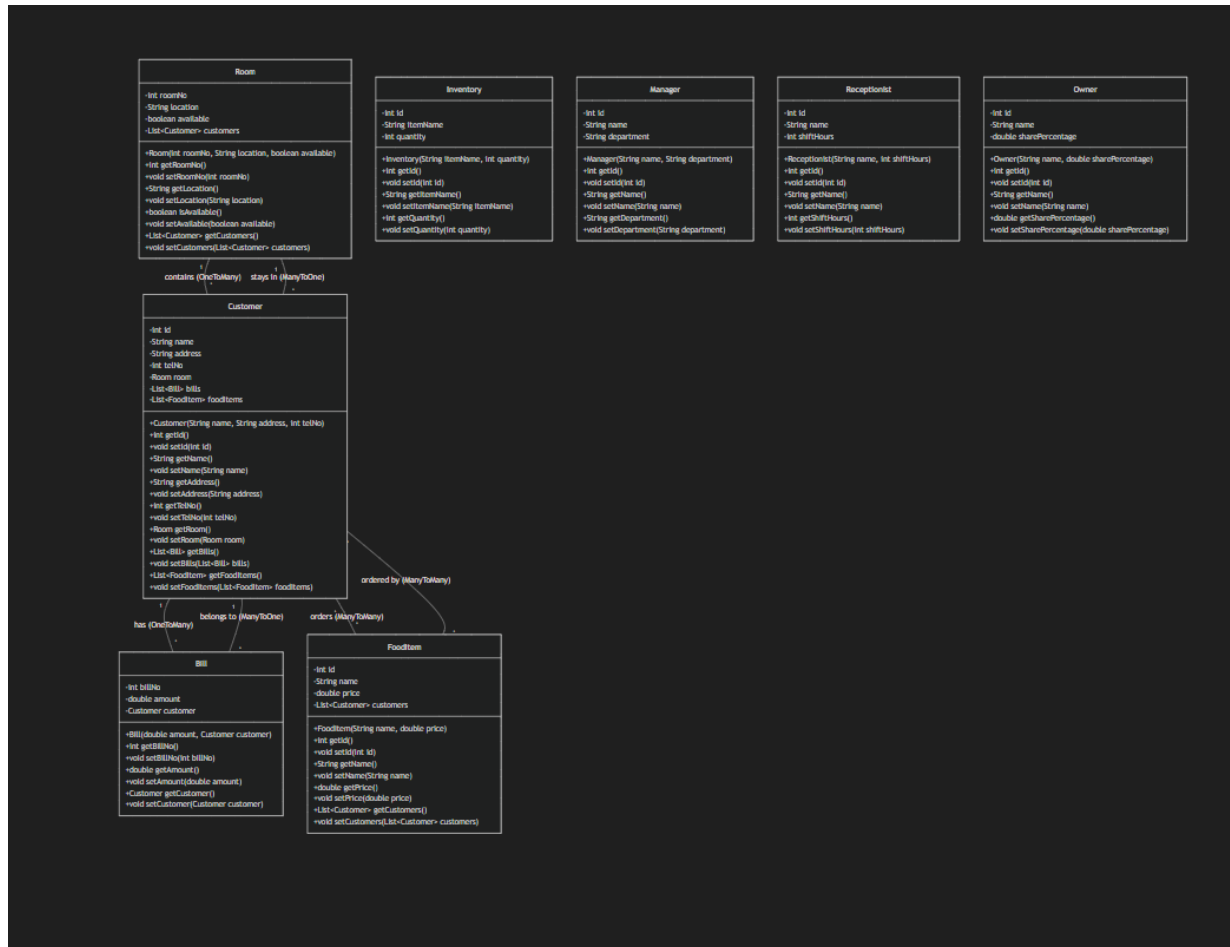 Room
-int roomNo
-String location
-boolean available
-List<Customer> customers
+Room(int roomNo, String location, boolean available)
+int getRoomNo()
+void setRoomNo(int roomNo)
+String getLocation()
+void setLocation(String location)
+boolean isAvailable()
+void setAvailable(boolean available)
+List<Customer> getCustomers()
+void setCustomers(List<Customer> customers)
Inventory
-int id
-String itemName
-int quantity
+Inventory(String itemName, int quantity)
+int getId()
+void setId(int id)
+String getItemName()
+void setItemName(String itemName)
+int getQuantity()
+void setQuantity(int quantity)
Manager
-int id
-String name
-String department
+Manager(String name, String department)
+int getId()
+void setId(int id)
+String getName()
+void setName(String name)
+String getDepartment()
+void setDepartment(String department)
Receptionist
-int id
-String name
-int shiftHours
+Receptionist(String name, int shiftHours)
+int getId()
+void setId(int id)
+String getName()
+void setName(String name)
+int getShiftHours()
+void setShiftHours(int shiftHours)
Owner
-int id
-String name
-double sharePercentage
+Owner(String name, double sharePercentage)
+int getId()
+void setId(int id)
+String getName()
+void setName(String name)
+double getSharePercentage()
+void setSharePercentage(double sharePercentage)
1
1
contains (OneToMany)
stays in (ManyToOne)
*
*
Customer
-int id
-String name
-String address
-int telNo
-Room room
-List<Bill> bills
-List<FoodItem> foodItems
+Customer(String name, String address, int telNo)
+int getId()
+void setId(int id)
+String getName()
+void setName(String name)
+String getAddress()
+void setAddress(String address)
+int getTelNo()
+void setTelNo(int telNo)
+Room getRoom()
+void setRoom(Room room)
+List<Bill> getBills()
+void setBills(List<Bill> bills)
+List<FoodItem> getFoodItems()
+void setFoodItems(List<FoodItem> foodItems)
*
ordered by (ManyToMany)
1
1
*
has (OneToMany)
belongs to (ManyToOne)
orders (ManyToMany)
*
*
*
*
Bill
-int billNo
-double amount
-Customer customer
+Bill(double amount, Customer customer)
+int getBillNo()
+void setBillNo(int billNo)
+double getAmount()
+void setAmount(double amount)
+Customer getCustomer()
+void setCustomer(Customer customer)
FoodItem
-int id
-String name
-double price
-List<Customer> customers
+FoodItem(String name, double price)
+int getId()
+void setId(int id)
+String getName()
+void setName(String name)
+double getPrice()
+void setPrice(double price)
+List<Customer> getCustomers()
+void setCustomers(List<Customer> customers)